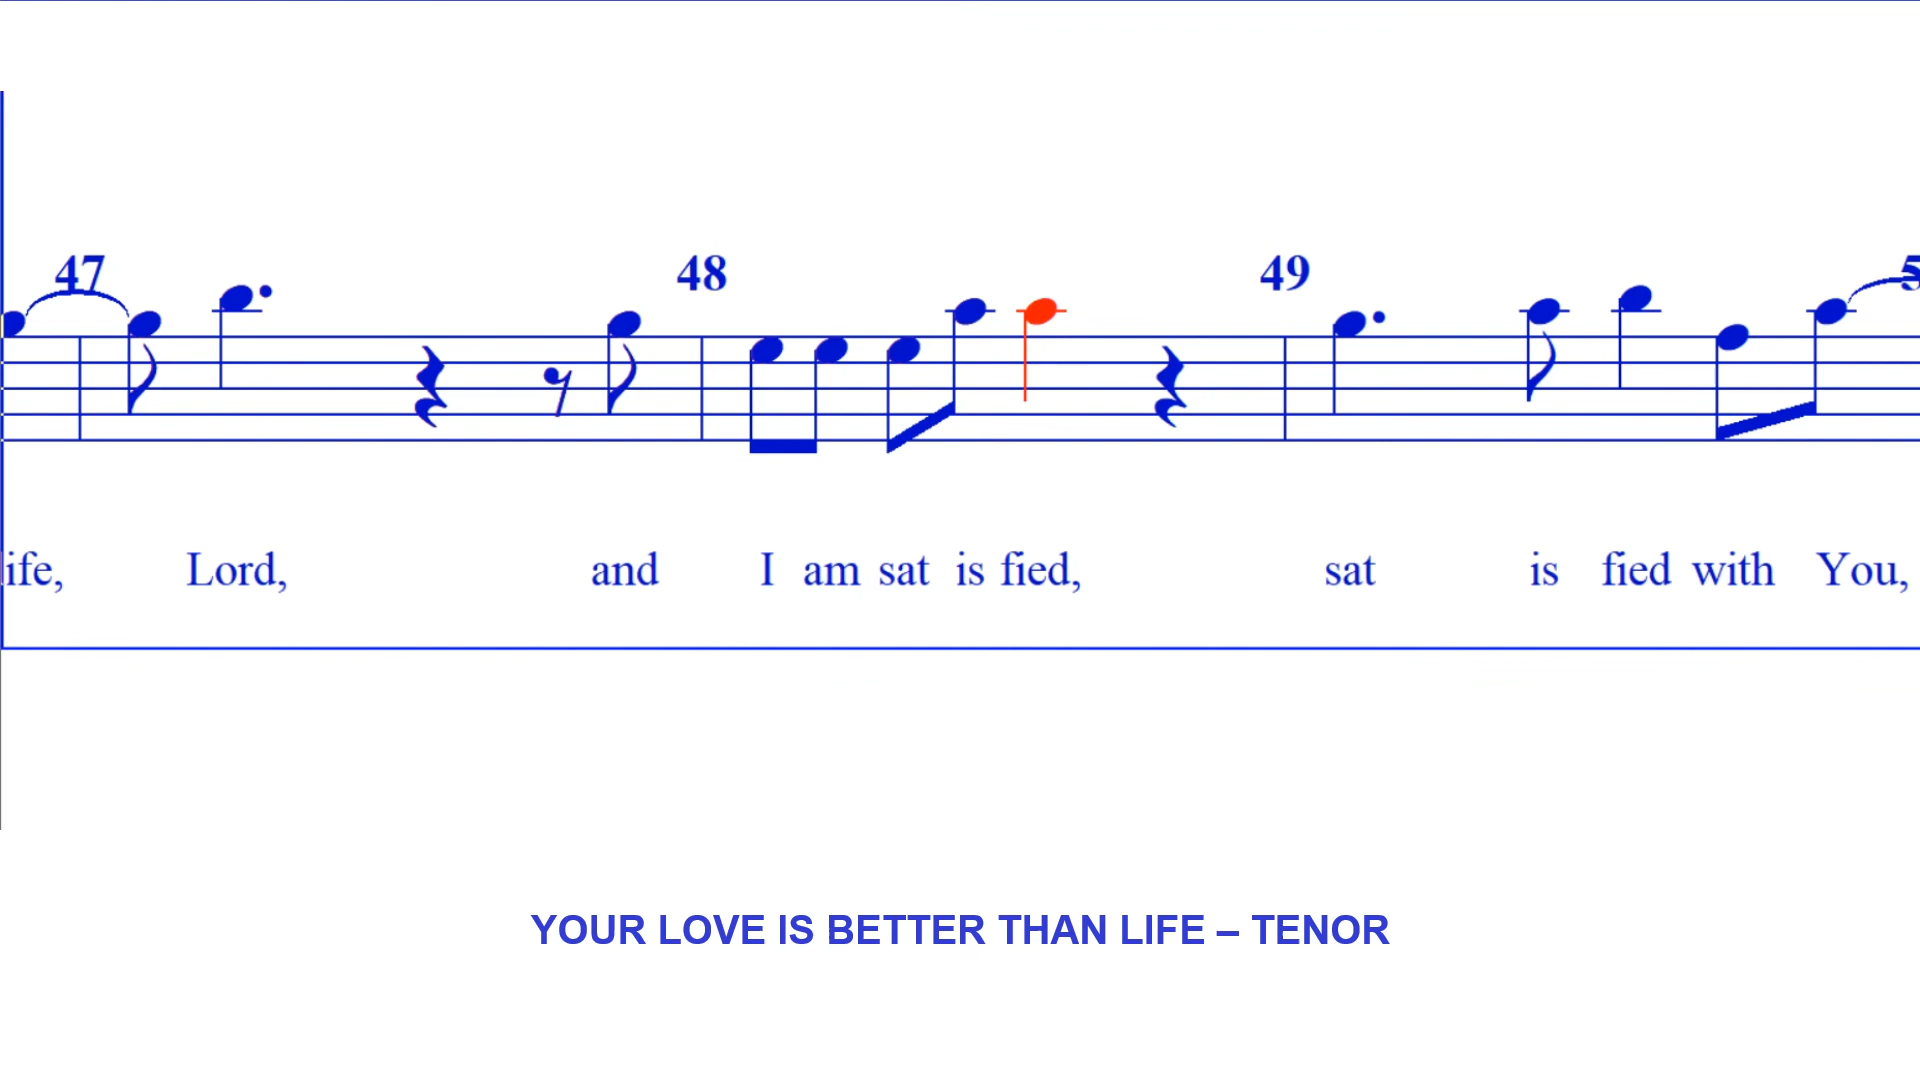 47 48 49
ife, Lord, and I am sat is fied, sat is fied with You,
YOUR LOVE IS BETTER THAN LIFE – TENOR